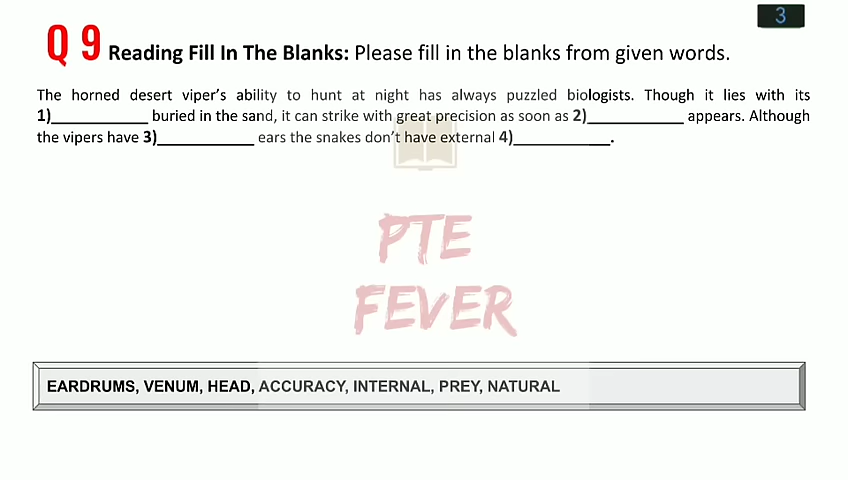 3
Q 9 Reading Fill In The Blanks: Please fill in the blanks from given words.
The horned desert viper's ability to hunt at night has always puzzled biologists. Though it lies with its
1)____________ buried in the sand, it can strike with great precision as soon as 2)____________ appears. Although
the vipers have 3)____________ ears the snakes don't have external 4)____________.
PTE
FEVER
EARDRUMS, VENUM, HEAD, ACCURACY, INTERNAL, PREY, NATURAL